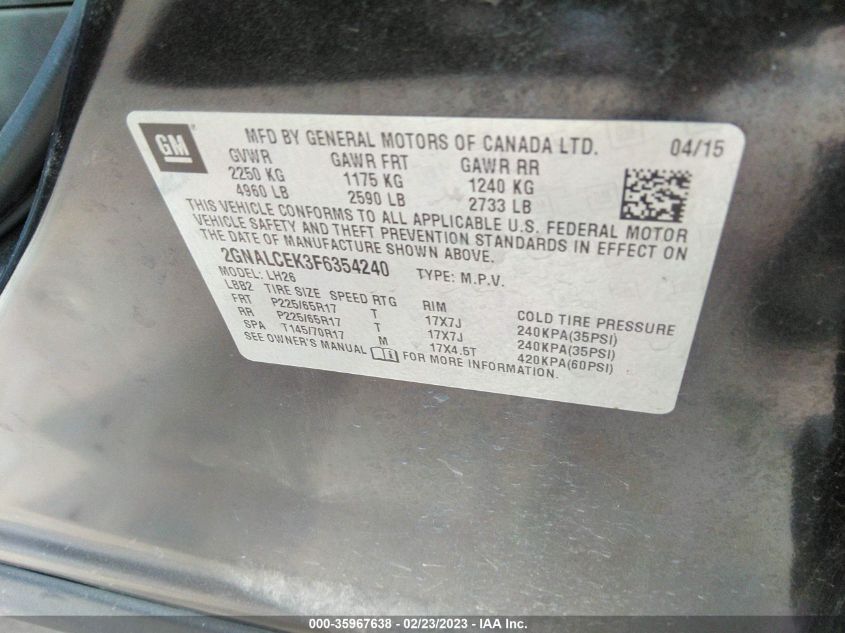 GM
MFD BY GENERAL MOTORS OF CANADA LTD. 04/15
GVWR GAWR FRT GAWR RR
2250 KG 1175 KG 1240 KG
4960 LB 2590 LB 2733 LB
THIS VEHICLE CONFORMS TO ALL APPLICABLE U.S. FEDERAL MOTOR
VEHICLE SAFETY AND THEFT PREVENTION STANDARDS IN EFFECT ON
THE DATE OF MANUFACTURE SHOWN ABOVE.
2GNALCEK3F6354240 TYPE: M.P.V.
MODEL: LH26
LBB2 TIRE SIZE SPEED RTG RIM COLD TIRE PRESSURE
FRT P225/65R17 T 17X7J 240KPA(35PSI)
RR P225/65R17 T 17X7J 240KPA(35PSI)
SPA T145/70R17 M 17X4.5T 420KPA(60PSI)
SEE OWNER'S MANUAL FOR MORE INFORMATION.
000-35967638 - 02/23/2023 - IAA Inc.